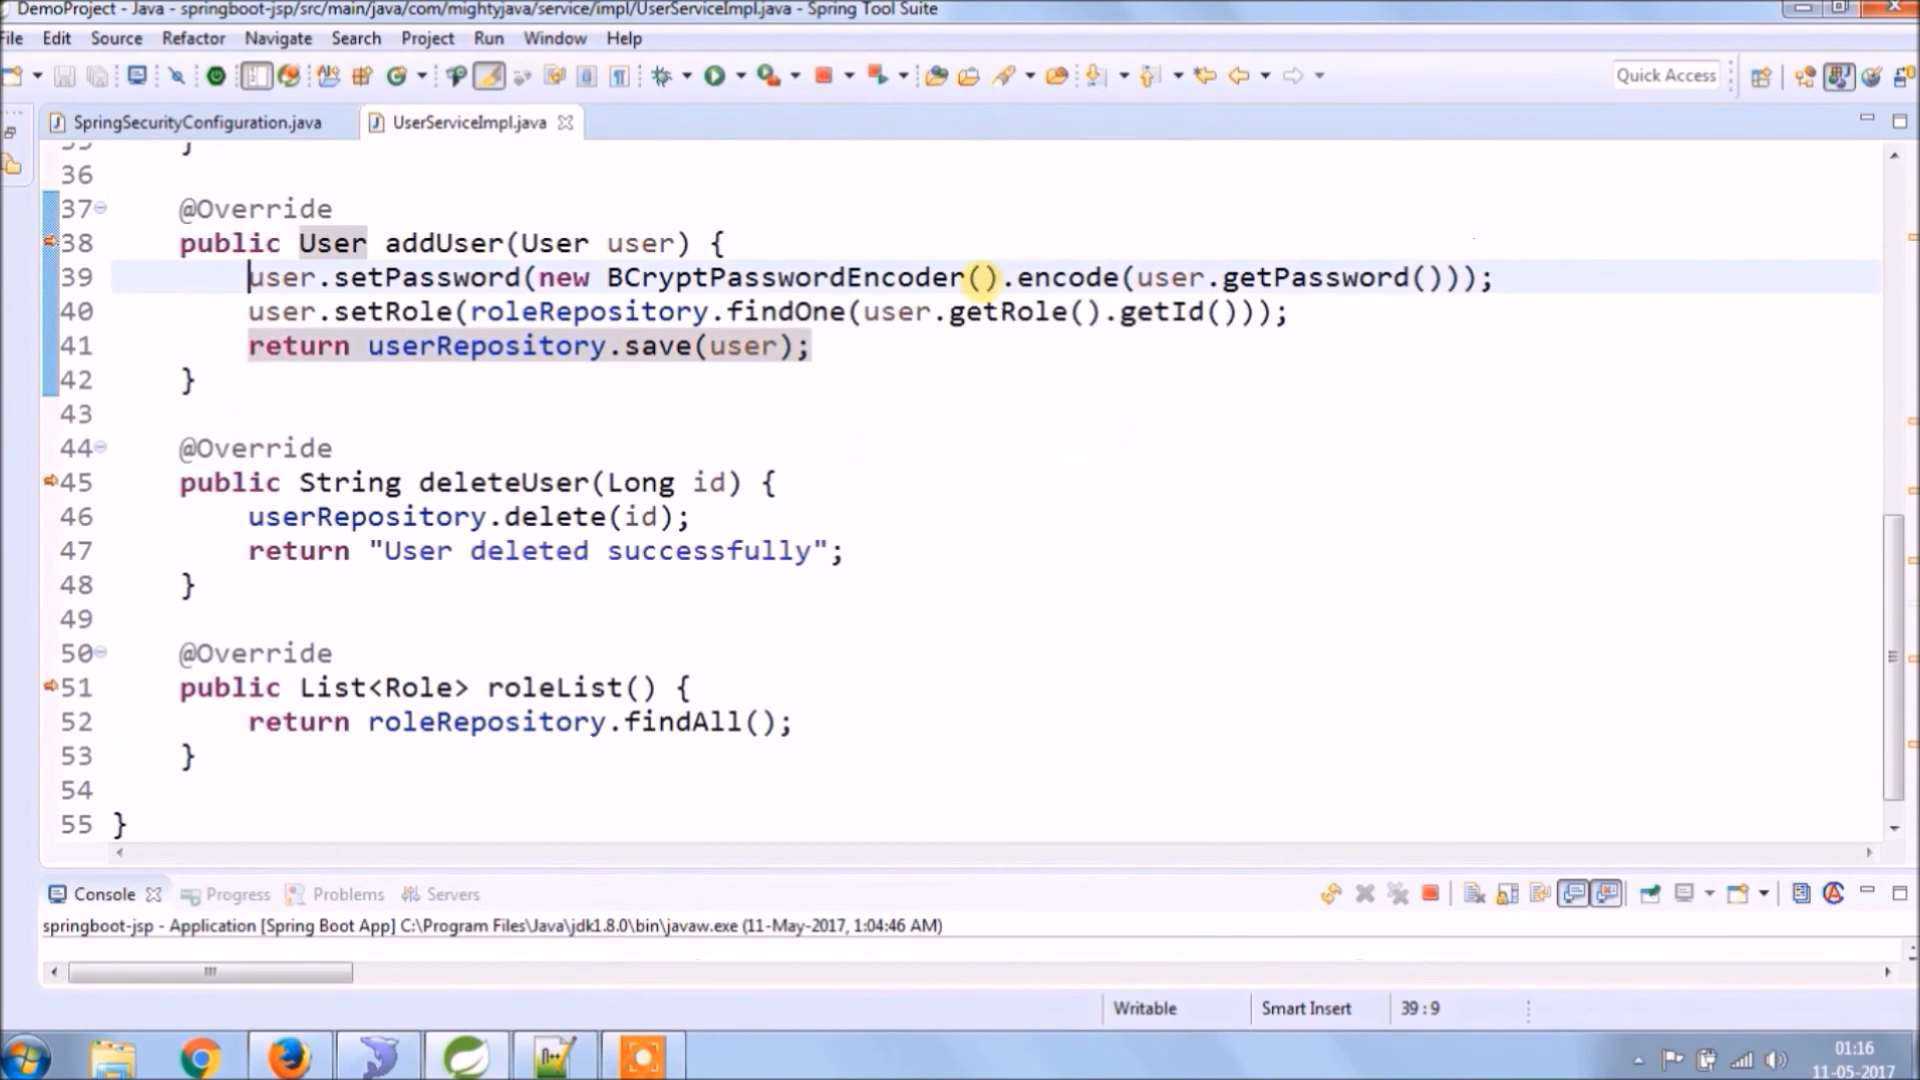 DemoProject - Java - springboot-jsp/src/main/java/com/mightyjava/service/impl/UserServiceImpl.java - Spring Tool Suite
File Edit Source Refactor Navigate Search Project Run Window Help
Quick Access
SpringSecurityConfiguration.java UserServiceImpl.java
35 }
36
37 @Override
38 public User addUser(User user) {
39 user.setPassword(new BCryptPasswordEncoder().encode(user.getPassword()));
40 user.setRole(roleRepository.findOne(user.getRole().getId()));
41 return userRepository.save(user);
42 }
43
44 @Override
45 public String deleteUser(Long id) {
46 userRepository.delete(id);
47 return "User deleted successfully";
48 }
49
50 @Override
51 public List<Role> roleList() {
52 return roleRepository.findAll();
53 }
54
55 }
Console Progress Problems Servers
springboot-jsp - Application [Spring Boot App] C:\Program Files\Java\jdk1.8.0\bin\javaw.exe (11-May-2017, 1:04:46 AM)
Writable Smart Insert 39 : 9
01:16
11-05-2017